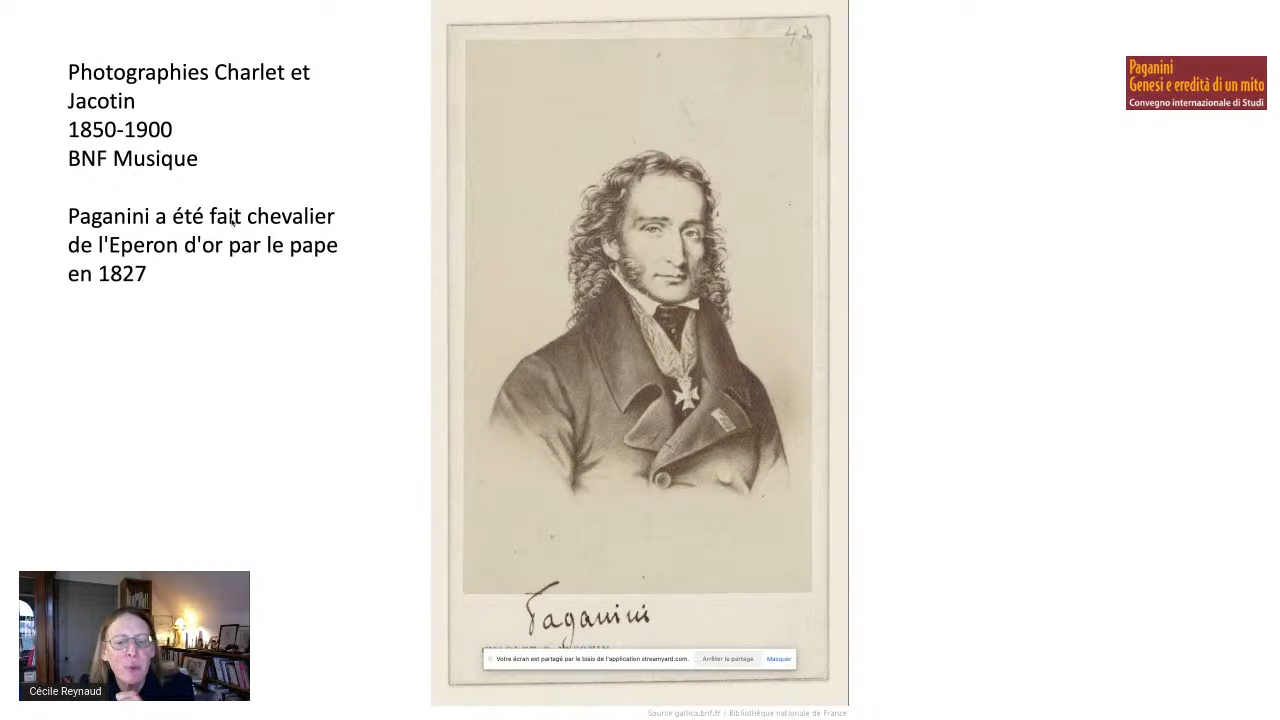 Photographies Charlet et
Jacotin
1850-1900
BNF Musique
Paganini a été fait chevalier
de l'Eperon d'or par le pape
en 1827
42
Paganini
Genesi e eredità di un mito
Convegno internazionale di Studi
Paganini
Votre écran est partagé par le biais de l'application streamyard.com.
Arrêter le partage
Masquer
Source gallica.bnf.fr / Bibliothèque nationale de France
Cécile Reynaud